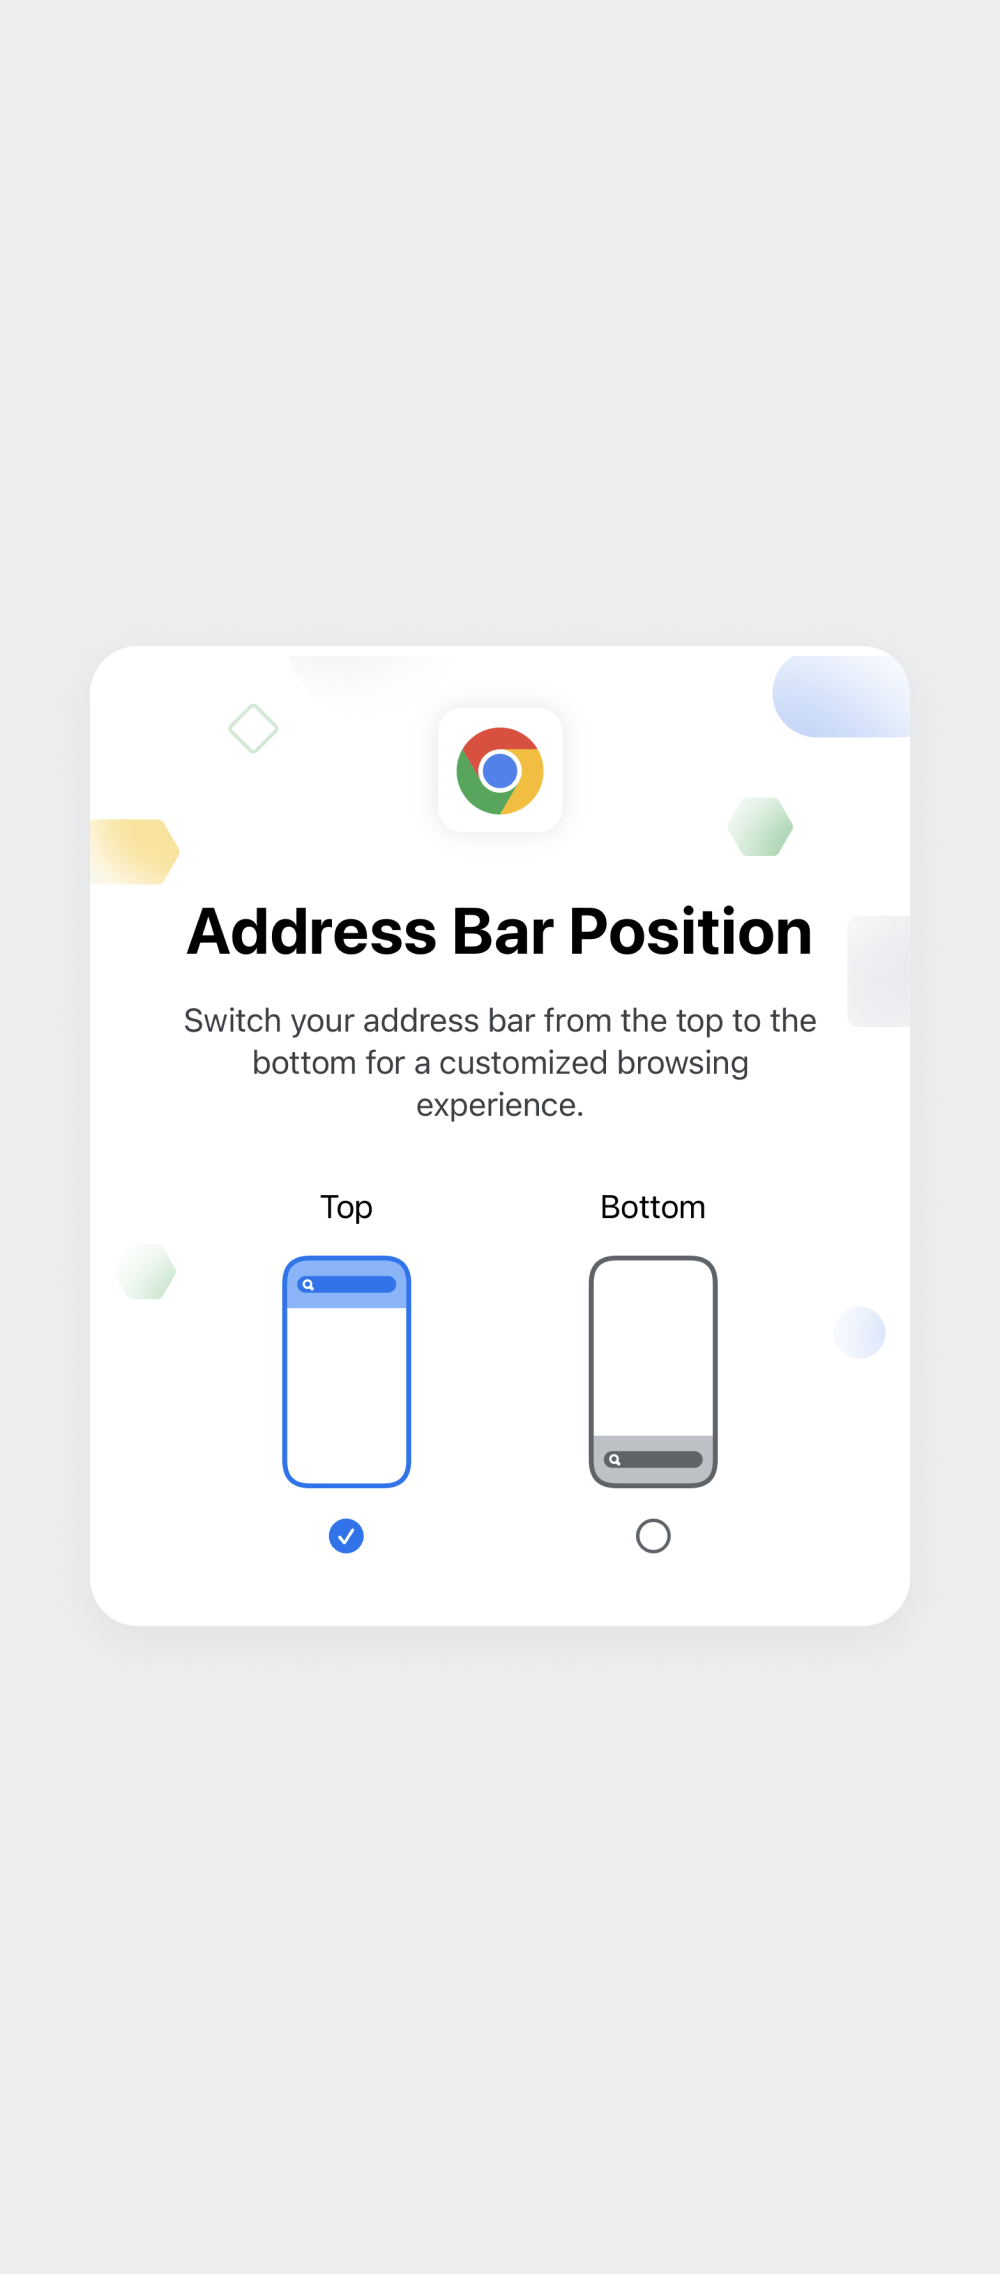 Address Bar Position
Switch your address bar from the top to the
bottom for a customized browsing
experience.
Top
Bottom